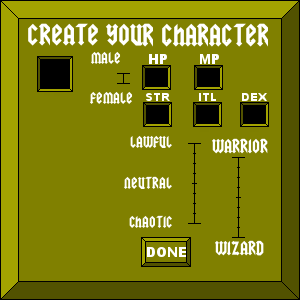 CREATE YOUR CHARACTER
MALE HP MP
FEMALE STR ITL DEX
LAWFUL WARRIOR
NEUTRAL
CHAOTIC WIZARD
DONE